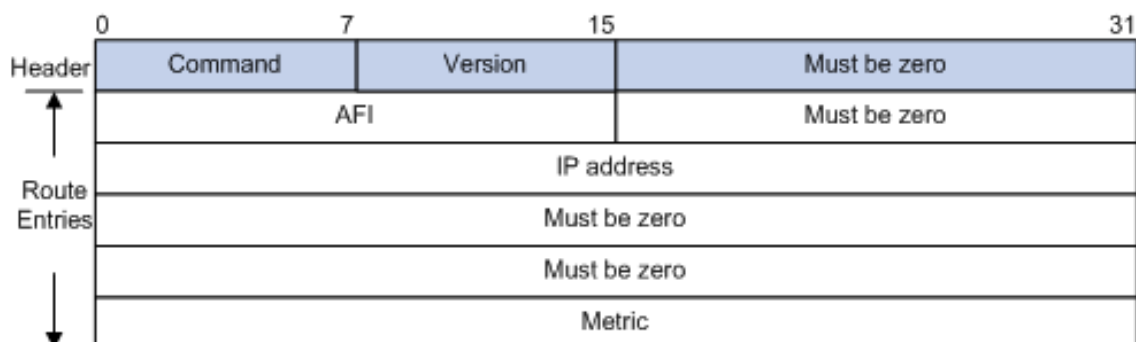 0 7 15 31
Header Command Version Must be zero
AFI Must be zero
IP address
Route
Entries
Must be zero
Must be zero
Metric